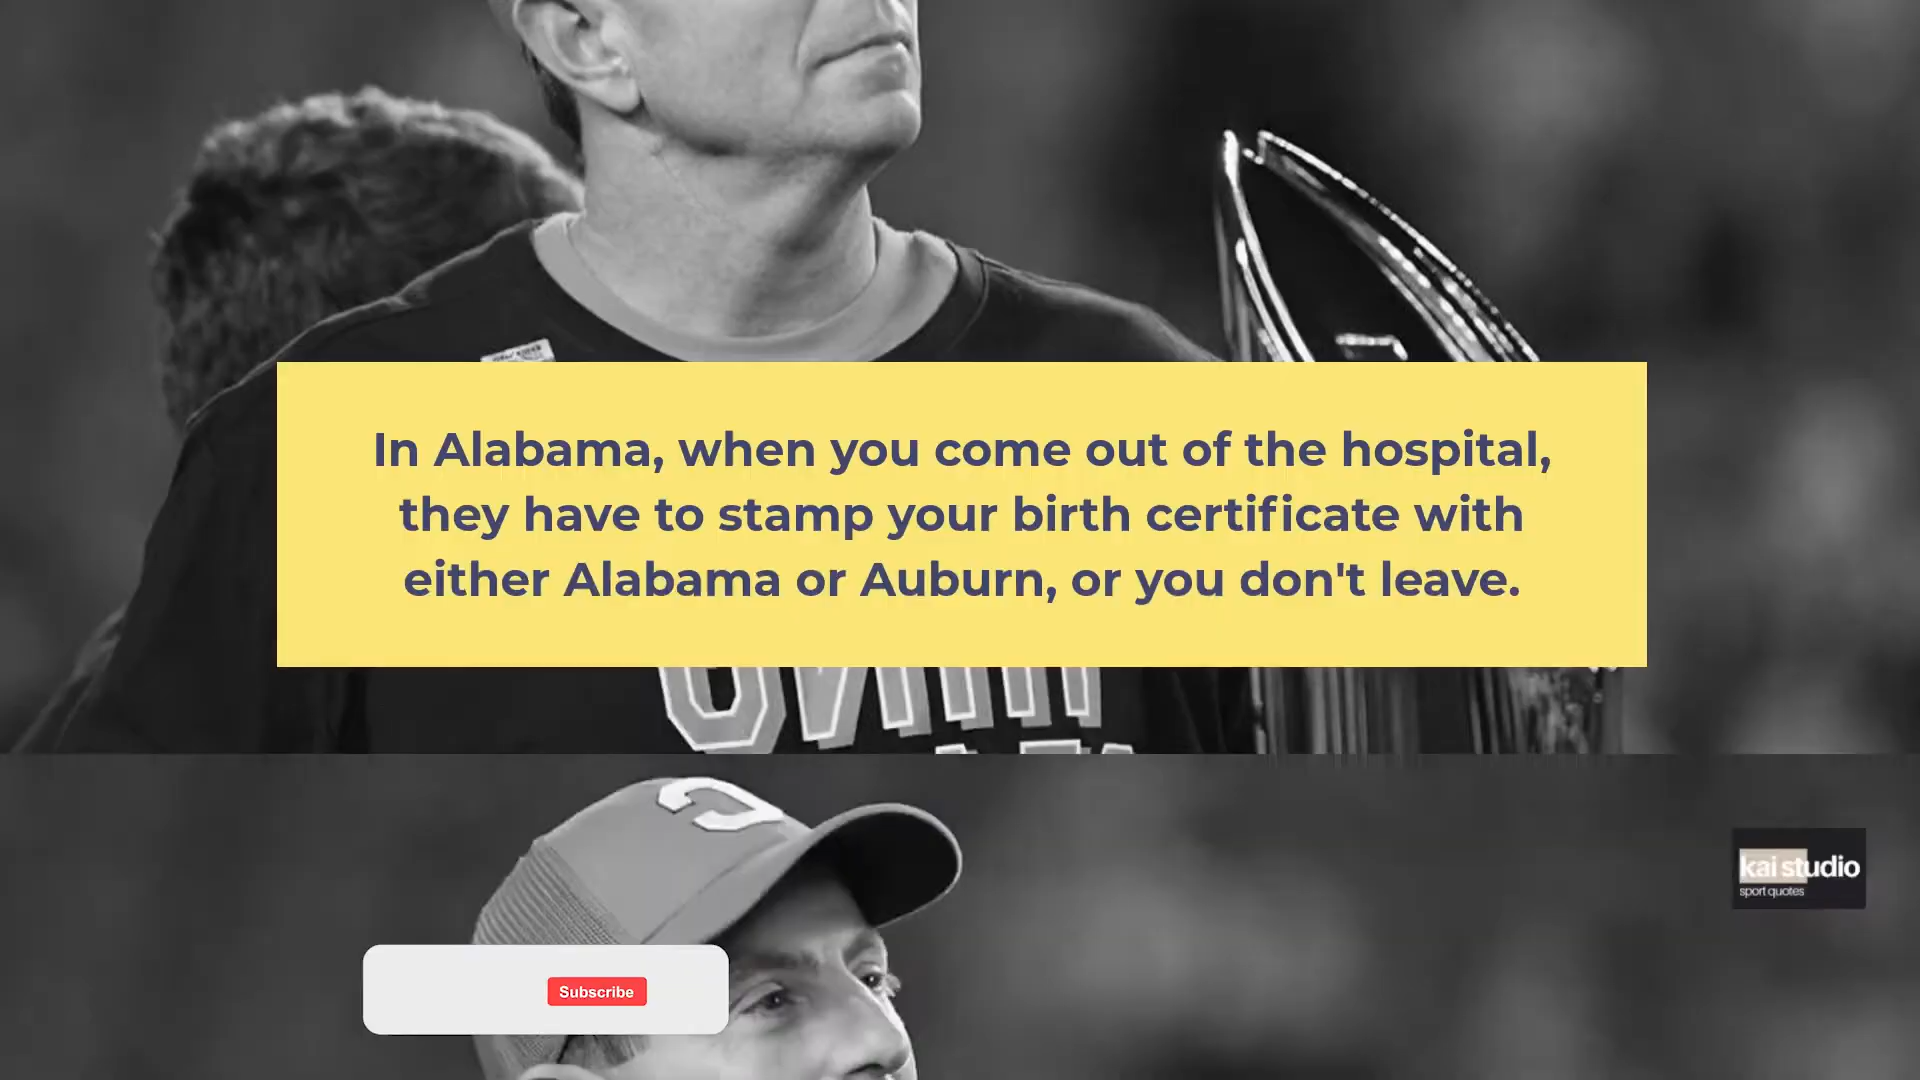 In Alabama, when you come out of the hospital,
they have to stamp your birth certificate with
either Alabama or Auburn, or you don't leave.
kai studio
sport quotes
Subscribe